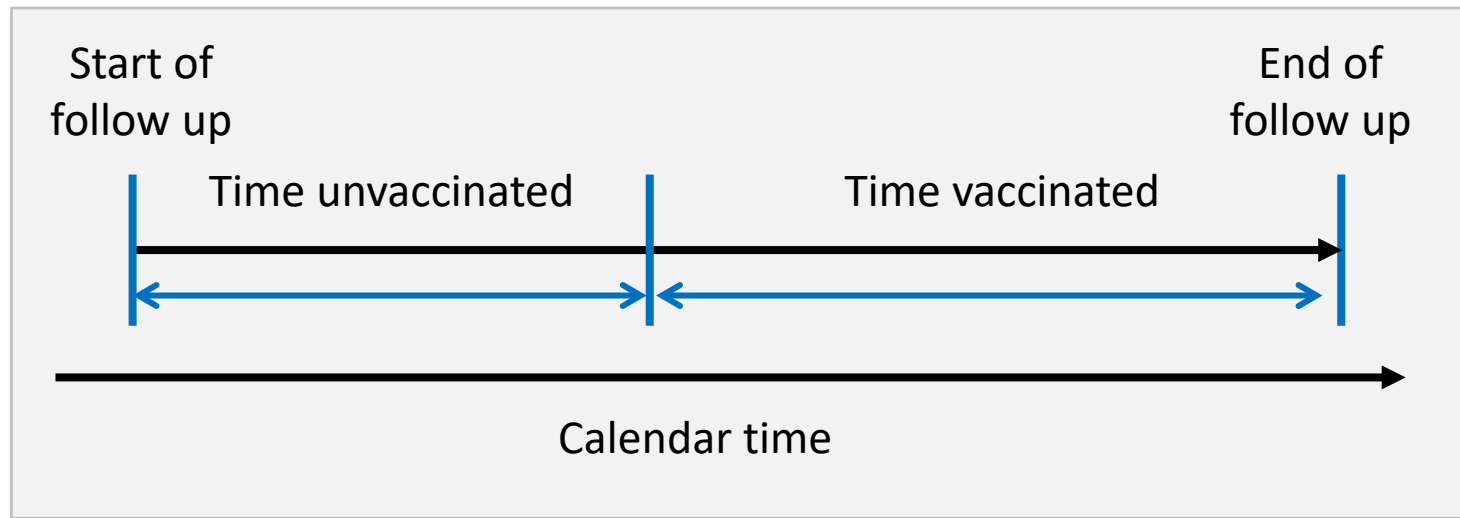 Start of
follow up
End of
follow up
Time unvaccinated
Time vaccinated
Calendar time